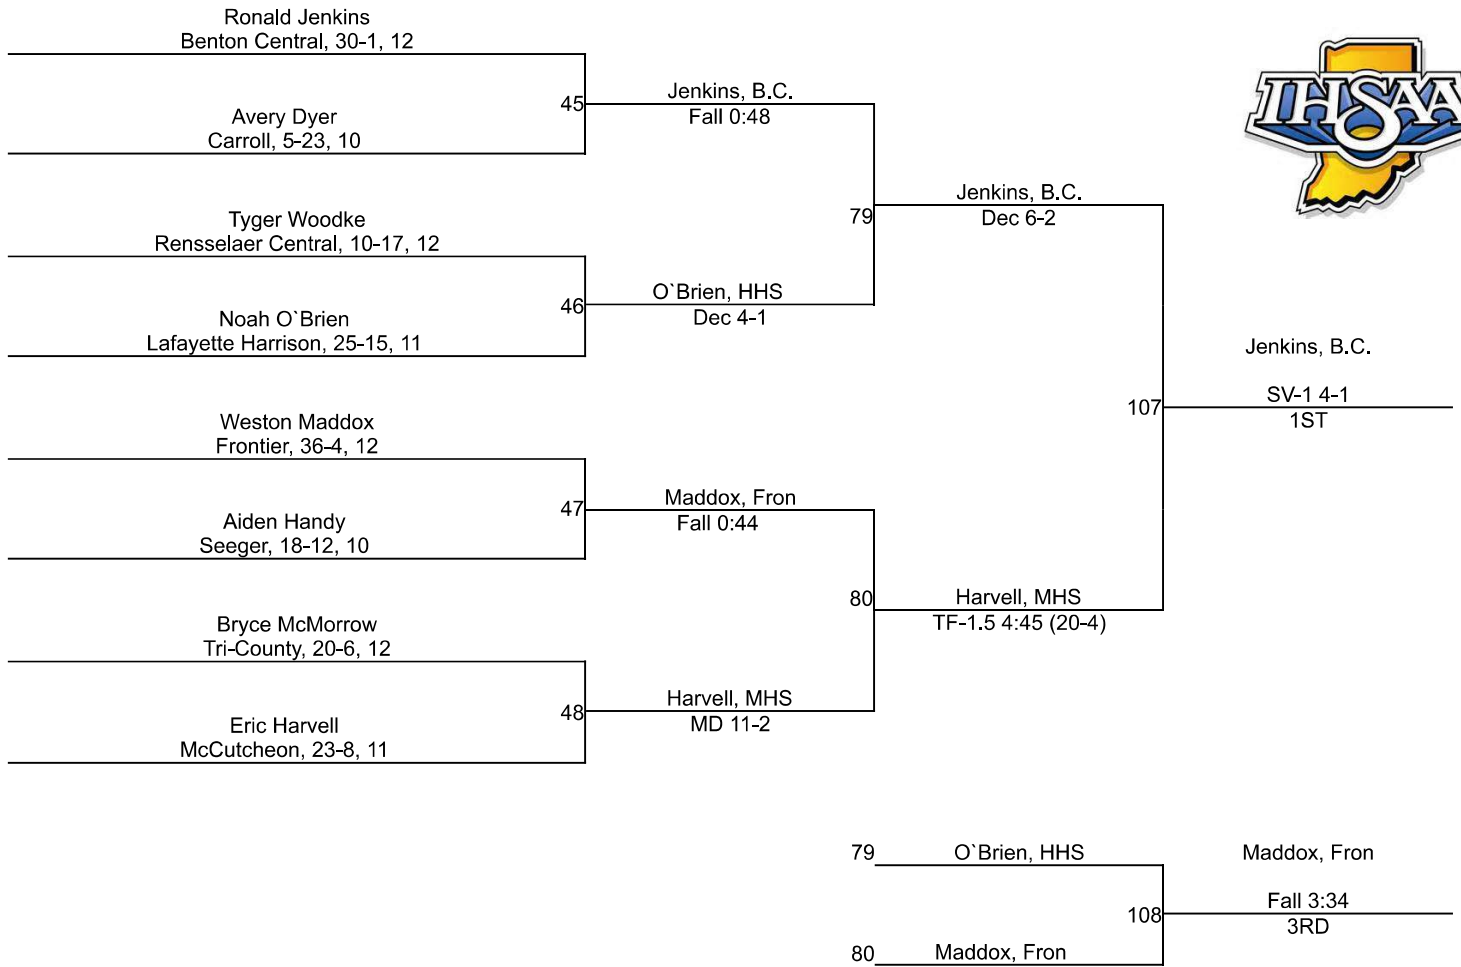 Ronald Jenkins
Benton Central, 30-1, 12
45
Avery Dyer
Carroll, 5-23, 10
Jenkins, B.C.
Fall 0:48
IHSAA
Tyger Woodke
Rensselaer Central, 10-17, 12
46
Noah O`Brien
Lafayette Harrison, 25-15, 11
O`Brien, HHS
Dec 4-1
79
Jenkins, B.C.
Dec 6-2
Weston Maddox
Frontier, 36-4, 12
47
Aiden Handy
Seeger, 18-12, 10
Maddox, Fron
Fall 0:44
Bryce McMorrow
Tri-County, 20-6, 12
48
Eric Harvell
McCutcheon, 23-8, 11
Harvell, MHS
MD 11-2
80
Harvell, MHS
TF-1.5 4:45 (20-4)
107
Jenkins, B.C.
SV-1 4-1
1ST
79
O`Brien, HHS
108
80
Maddox, Fron
Maddox, Fron
Fall 3:34
3RD